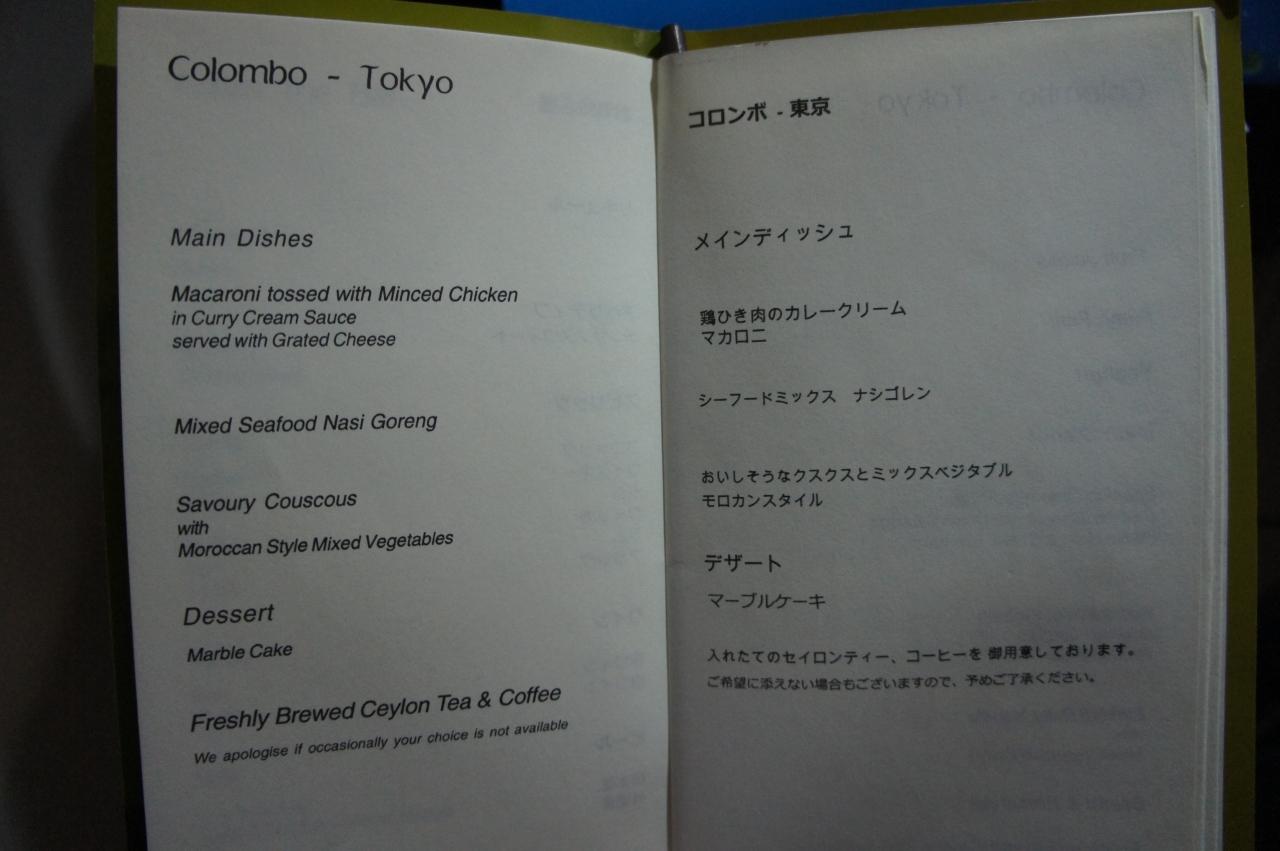 Colombo - Tokyo
Main Dishes
Macaroni tossed with Minced Chicken
in Curry Cream Sauce
served with Grated Cheese
Mixed Seafood Nasi Goreng
Savoury Couscous
with
Moroccan Style Mixed Vegetables
Dessert
Marble Cake
Freshly Brewed Ceylon Tea & Coffee
We apologise if occasionally your choice is not available
コロンボ - 東京
メインディッシュ
鶏ひき肉のカレークリーム
マカロニ
シーフードミックス ナシゴレン
おいしそうなクスクスとミックスベジタブル
モロカンスタイル
デザート
マーブルケーキ
入れたてのセイロンティー、コーヒーを 御用意しております。
ご希望に添えない場合もございますので、予めご了承ください。